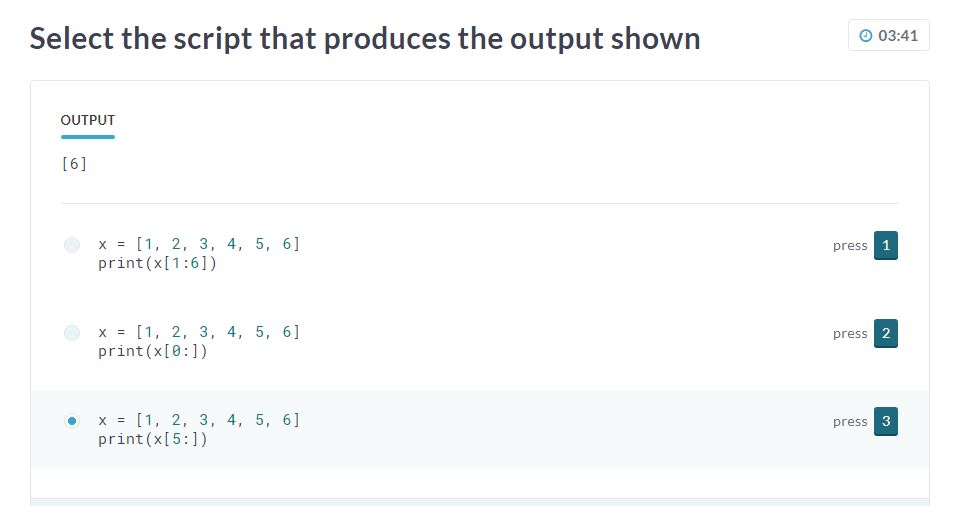 Select the script that produces the output shown
03:41
OUTPUT
[6]
x = [1, 2, 3, 4, 5, 6]
print(x[1:6])
press 1
x = [1, 2, 3, 4, 5, 6]
print(x[0:])
press 2
x = [1, 2, 3, 4, 5, 6]
print(x[5:])
press 3